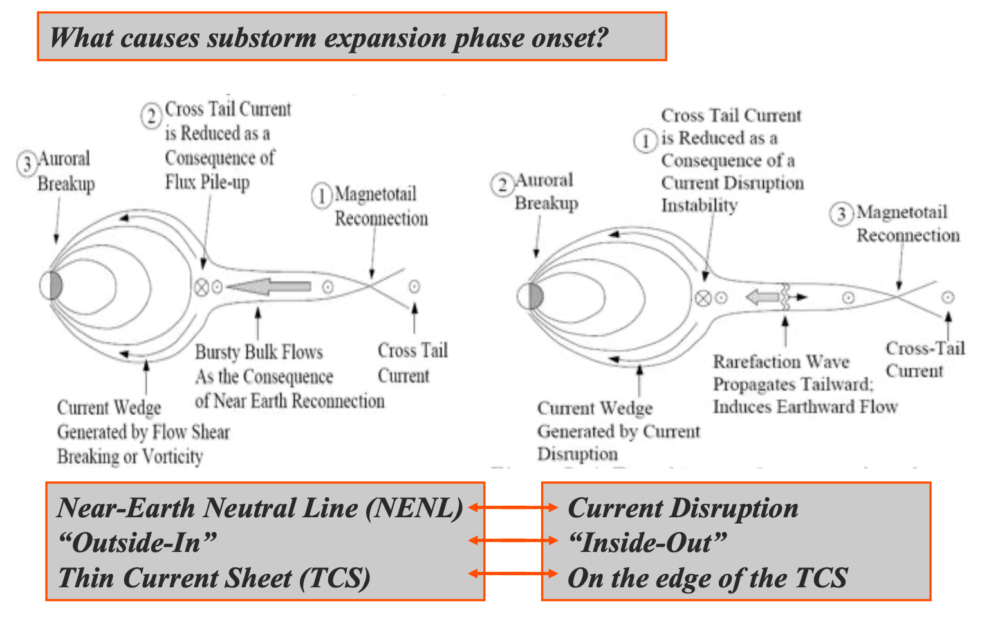 What causes substorm expansion phase onset?
2 Cross Tail Current
is Reduced as a
Consequence of
Flux Pile-up
3 Auroral
Breakup
1 Magnetotail
Reconnection
Bursty Bulk Flows
As the Consequence
of Near Earth Reconnection
Cross Tail
Current
Current Wedge
Generated by Flow Shear
Breaking or Vorticity
Cross Tail Current
1 is Reduced as a
Consequence of a
Current Disruption
Instability
2 Auroral
Breakup
3 Magnetotail
Reconnection
Rarefaction Wave
Propagates Tailward;
Induces Earthward Flow
Cross-Tail
Current
Current Wedge
Generated by Current
Disruption
Near-Earth Neutral Line (NENL)
“Outside-In”
Thin Current Sheet (TCS)
Current Disruption
“Inside-Out”
On the edge of the TCS